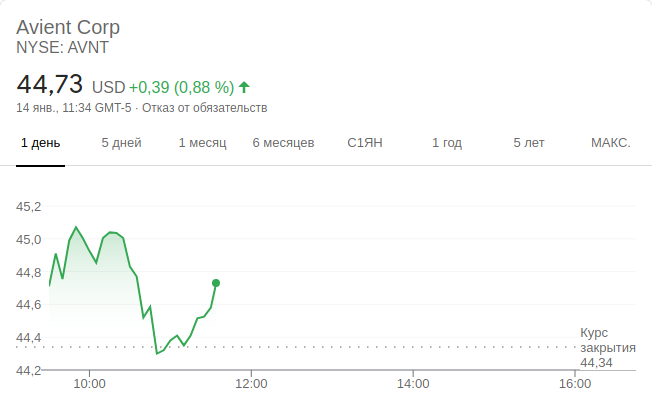 Avient Corp
NYSE: AVNT
44,73 USD +0,39 (0,88 %)
14 янв., 11:34 GMT-5 · Отказ от обязательств
1 день 5 дней 1 месяц 6 месяцев С1ЯН 1 год 5 лет МАКС.
45,2
45,0
44,8
44,6
44,4
44,2
Курс
закрытия
44,34
10:00 12:00 14:00 16:00